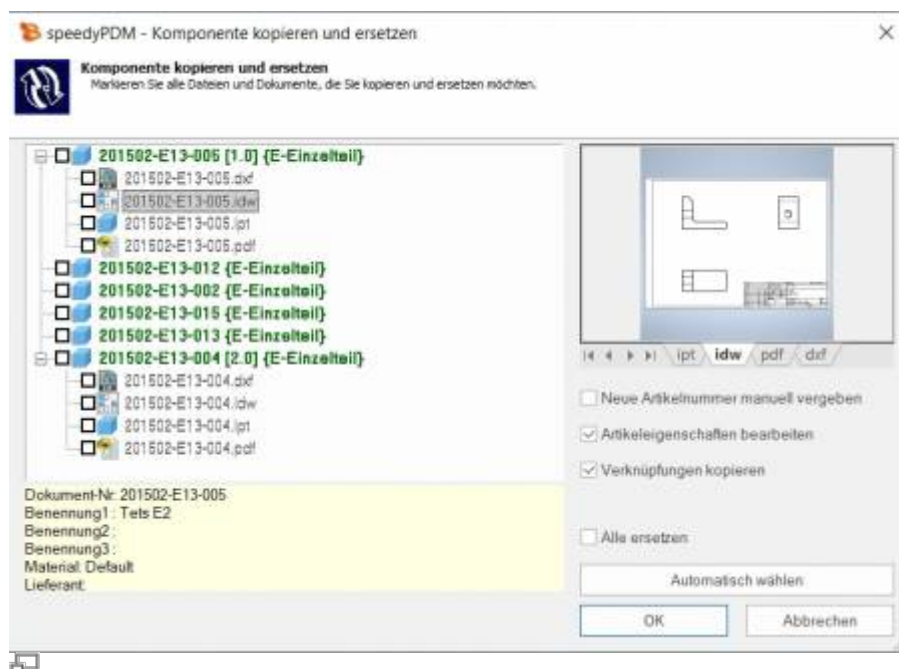 speedyPDM - Komponente kopieren und ersetzen
Komponente kopieren und ersetzen
Markieren Sie alle Dateien und Dokumente, die Sie kopieren und ersetzen möchten.
201502-E13-005 [1.0] {E-Einzelteil}
201502-E13-005.dxf
201502-E13-005.idw
201502-E13-005.ipt
201502-E13-005.pdf
201502-E13-012 {E-Einzelteil}
201502-E13-002 {E-Einzelteil}
201502-E13-015 {E-Einzelteil}
201502-E13-013 {E-Einzelteil}
201502-E13-004 [2.0] {E-Einzelteil}
201502-E13-004.dxf
201502-E13-004.idw
201502-E13-004.ipt
201502-E13-004.pdf
Dokument-Nr: 201502-E13-005
Benennung1 : Tets E2
Benennung2 :
Benennung3 :
Material: Default
Lieferant:
ipt idw pdf dxf
Neue Artikelnummer manuell vergeben
Artikeleigenschaften bearbeiten
Verknüpfungen kopieren
Alle ersetzen
Automatisch wählen
OK Abbrechen